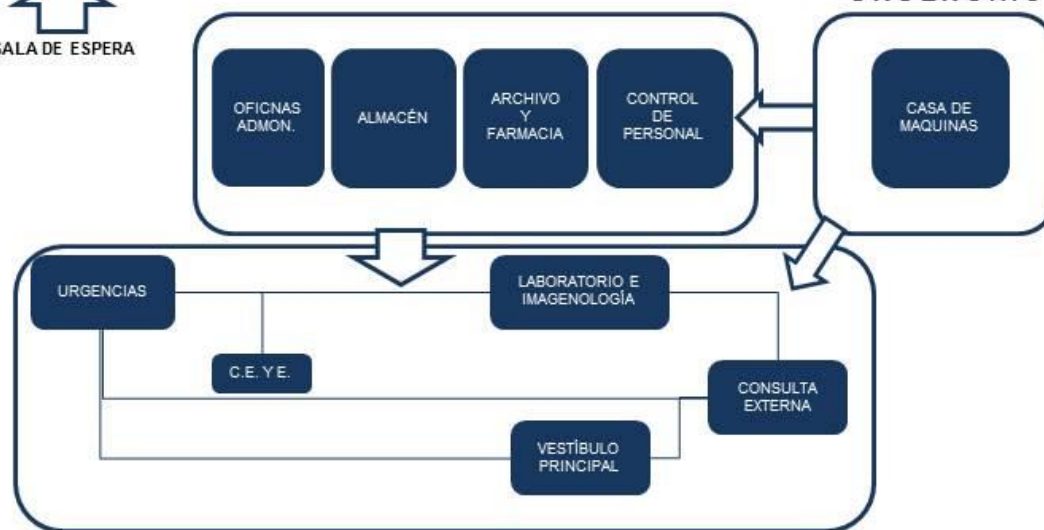 SALA DE ESPERA
OFICNAS
ADMON.
ALMACÉN
ARCHIVO
Y
FARMACIA
CONTROL
DE
PERSONAL
CASA DE
MAQUINAS
URGENCIAS
LABORATORIO E
IMAGENOLOGÍA
C.E. Y E.
CONSULTA
EXTERNA
VESTÍBULO
PRINCIPAL